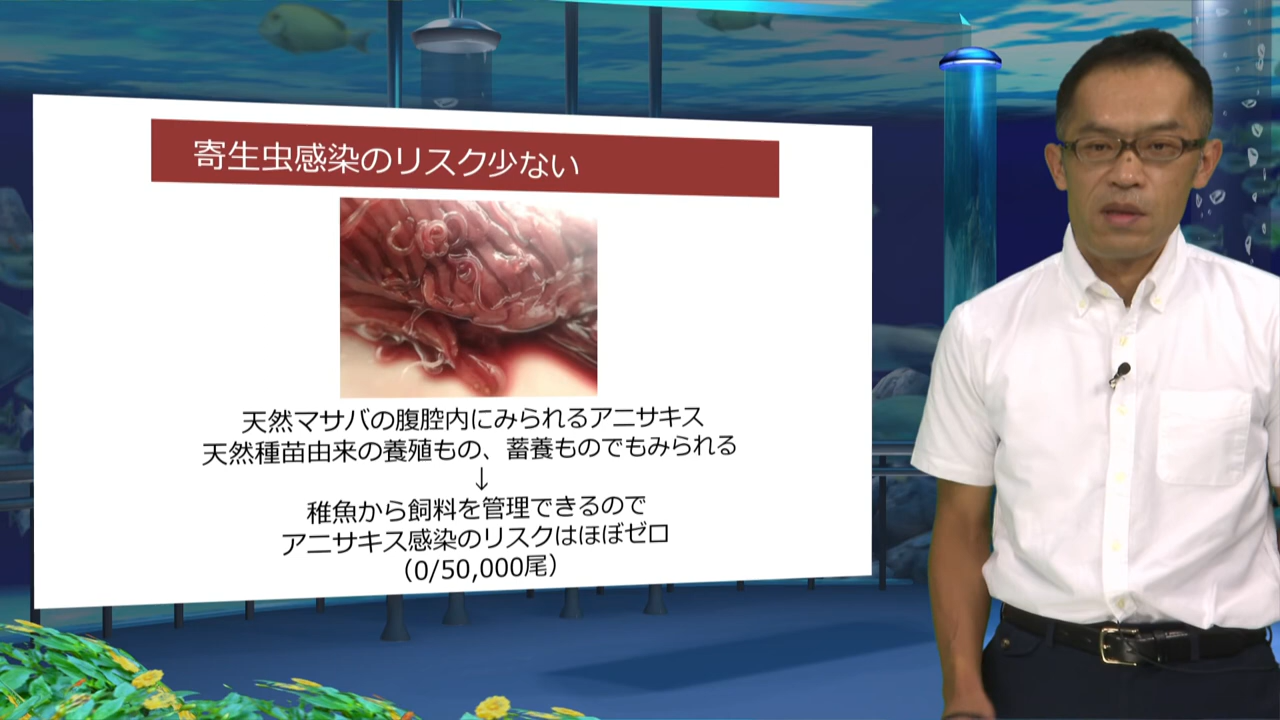 寄生虫感染のリスク少ない
天然マサバの腹腔内にみられるアニサキス
天然種苗由来の養殖もの、蓄養ものでもみられる
↓
稚魚から飼料を管理できるので
アニサキス感染のリスクはほぼゼロ
（0/50,000尾）